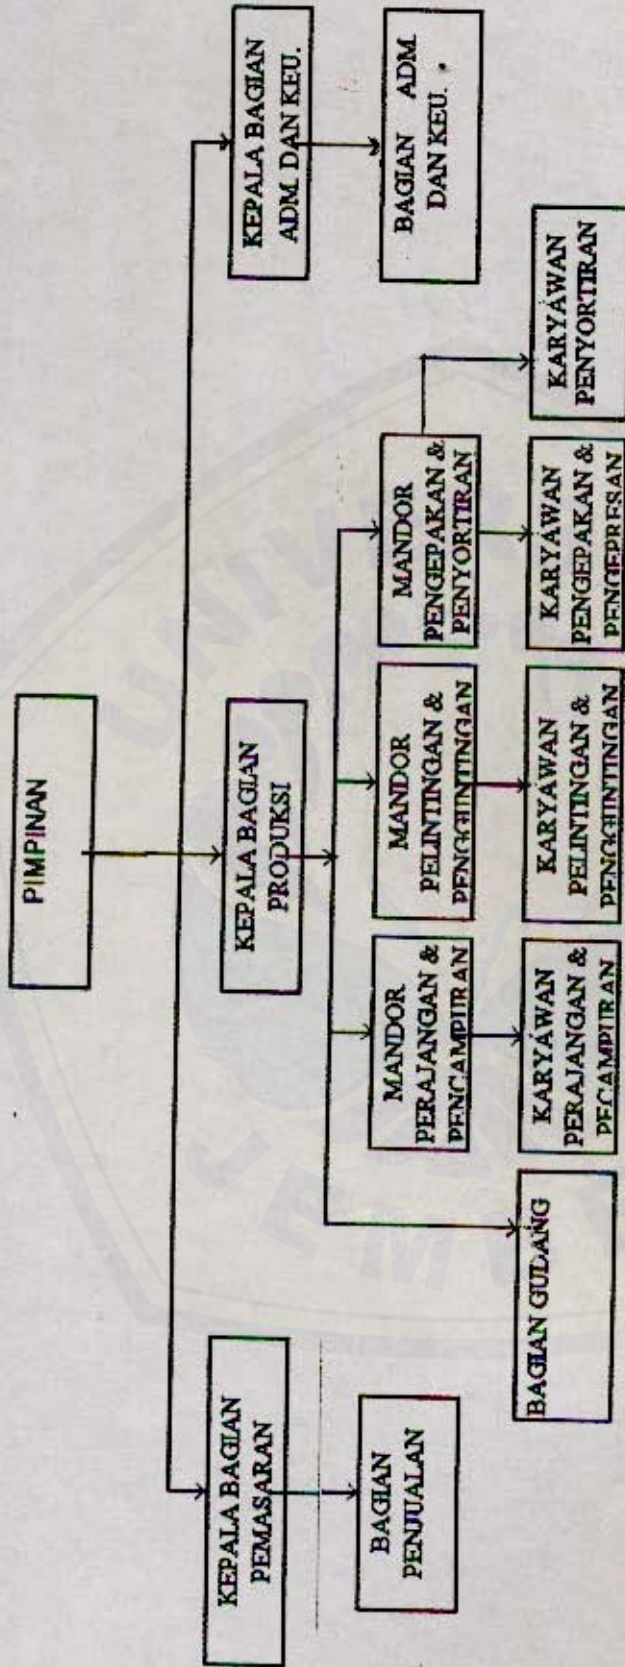 PIMPINAN
KEPALA BAGIAN
PEMASARAN
KEPALA BAGIAN
PRODUKSI
KEPALA BAGIAN
ADM. DAN KEU.
BAGIAN
PENJUALAN
MANDOR
PERAJANGAN &
PENCAMPURAN
MANDOR
PELINTINGAN &
PENGGUNTINGAN
MANDOR
PENGEPAKAN &
PENYORTIRAN
BAGIAN ADM.
DAN KEU.
BAGIAN GUDANG
KARYAWAN
PERAJANGAN &
PECAMPURAN
KARYAWAN
PELINTINGAN &
PENGGUNTINGAN
KARYAWAN
PENGEPAKAN &
PENGEPRESAN
KARYAWAN
PENYORTIRAN